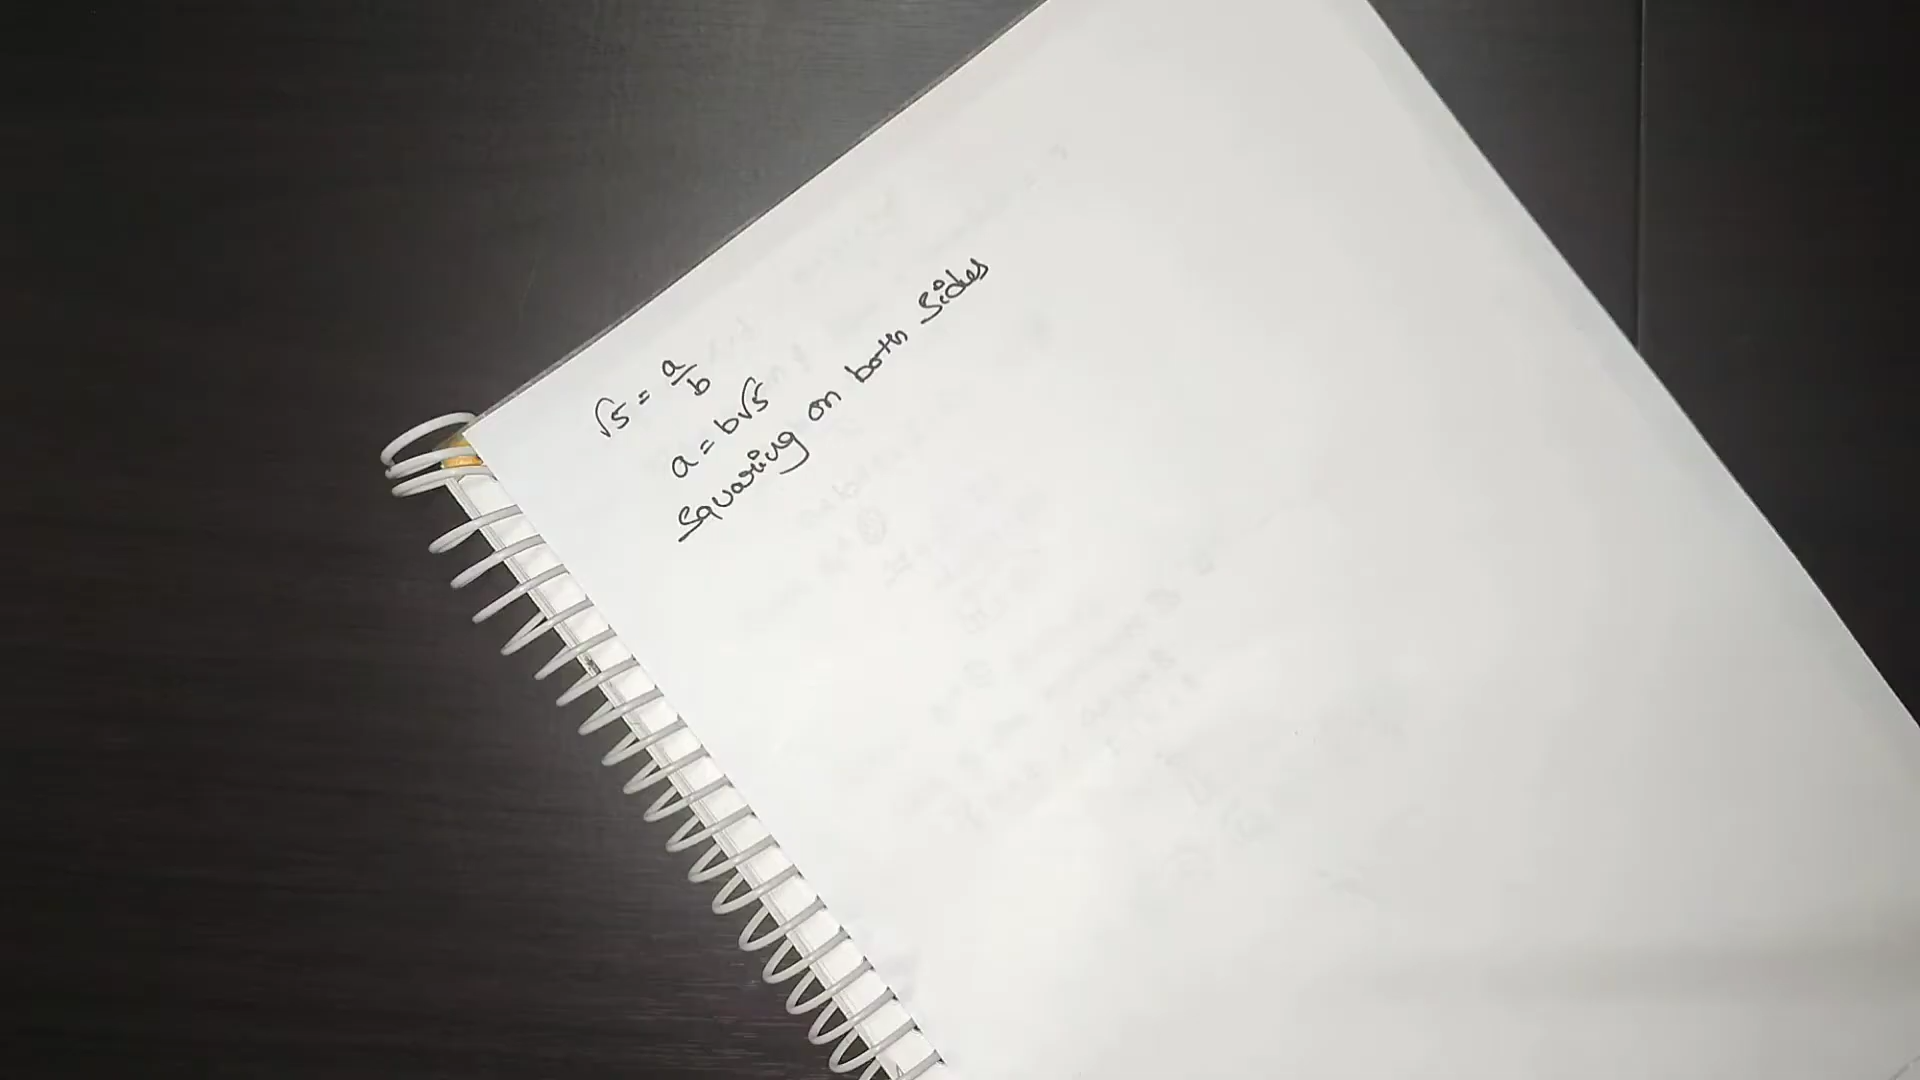 √5 = a/b
a = b√5
Squaring on both sides